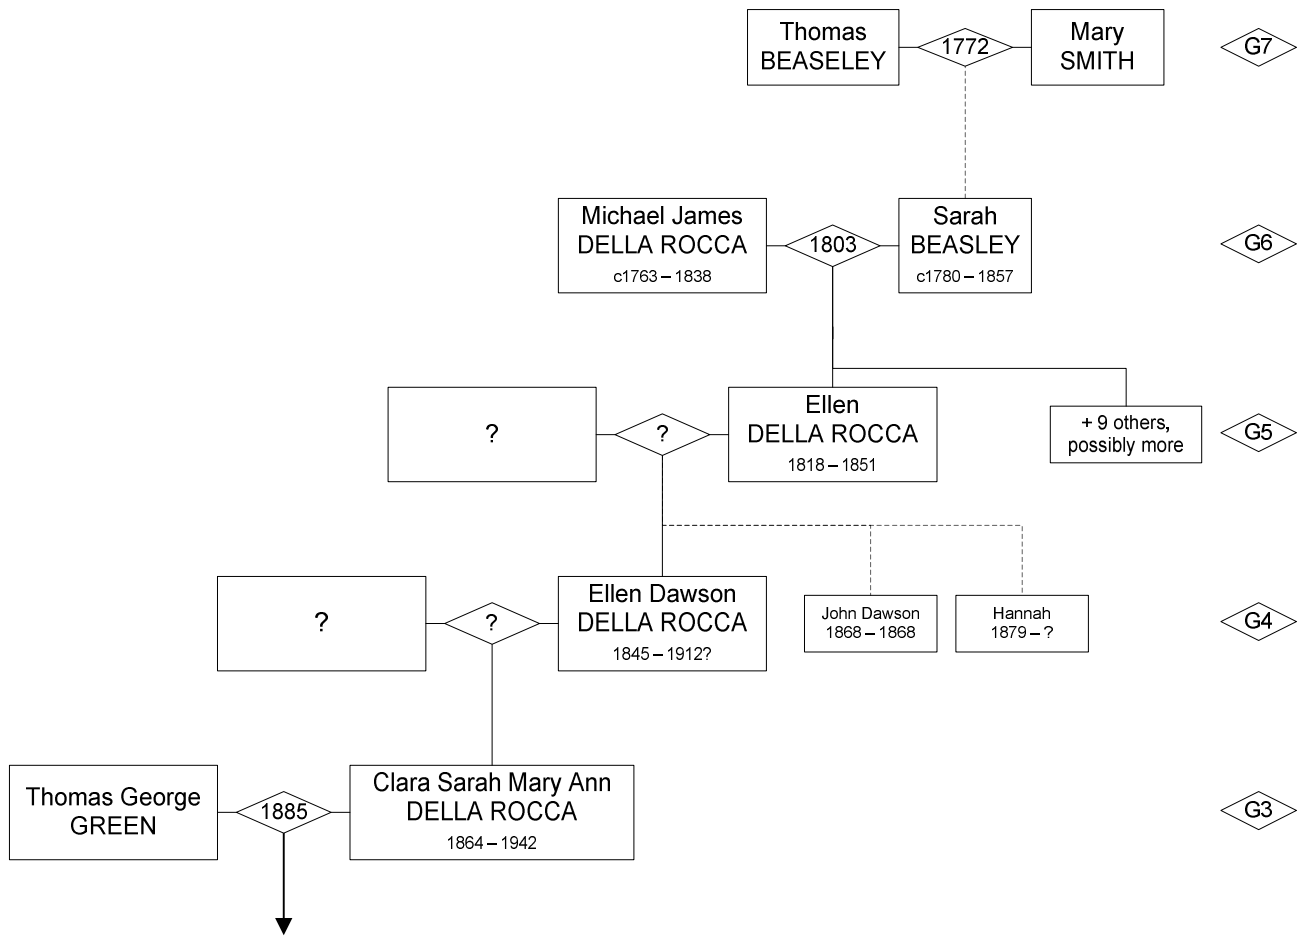 Thomas
BEASELEY
1772
Mary
SMITH
G7
Michael James
DELLA ROCCA
c1763 – 1838
1803
Sarah
BEASLEY
c1780 – 1857
G6
?
?
Ellen
DELLA ROCCA
1818 – 1851
+ 9 others,
possibly more
G5
?
?
Ellen Dawson
DELLA ROCCA
1845 – 1912?
John Dawson
1868 – 1868
Hannah
1879 – ?
G4
Thomas George
GREEN
1885
Clara Sarah Mary Ann
DELLA ROCCA
1864 – 1942
G3